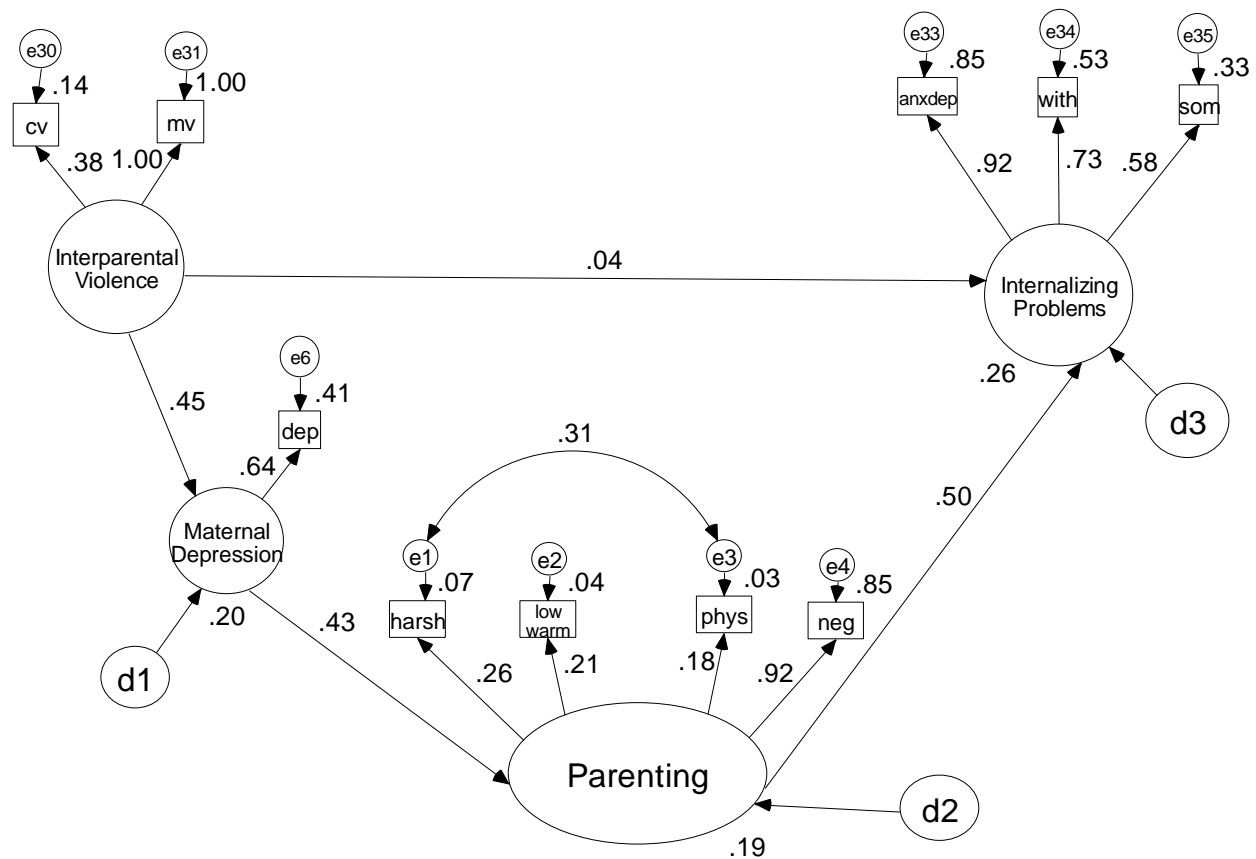 e30
e31
e33
e34
e35
.14
1.00
.85
.53
.33
cv
mv
anxdep
with
som
.38
1.00
.92
.73
.58
Interparental
Violence
.04
Internalizing
Problems
.26
e6
.41
dep
.45
.64
d3
.31
.50
Maternal
Depression
.20
e1
e2
e3
e4
.07
.04
.03
.85
harsh
low
warm
phys
neg
.43
d1
.26
.21
.18
.92
Parenting
d2
.19